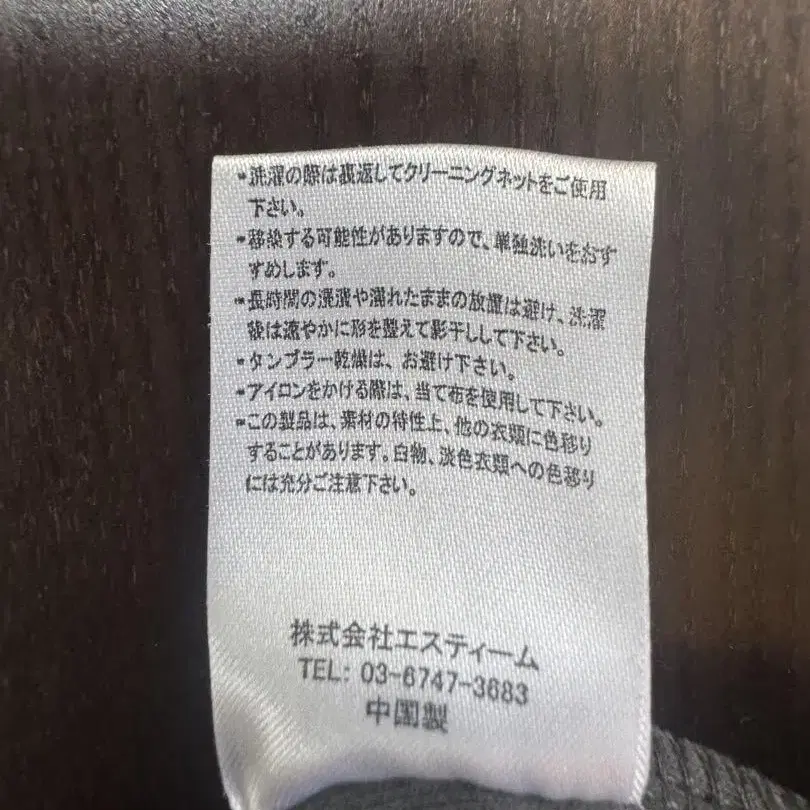 ・洗濯の際は裏返してクリーニングネットをご使用
下さい。
・移染する可能性がありますので、単独洗いをおす
すめします。
・長時間の浸漬や濡れたままの放置は避け、洗濯
後は速やかに形を整えて影干しして下さい。
・タンブラー乾燥は、お避け下さい。
・アイロンをかける際は、当て布を使用して下さい。
・この製品は、素材の特性上、他の衣類に色移り
することがあります。白物、淡色衣類への色移り
には充分ご注意下さい。
株式会社エスティーム
TEL: 03-6747-3683
中国製